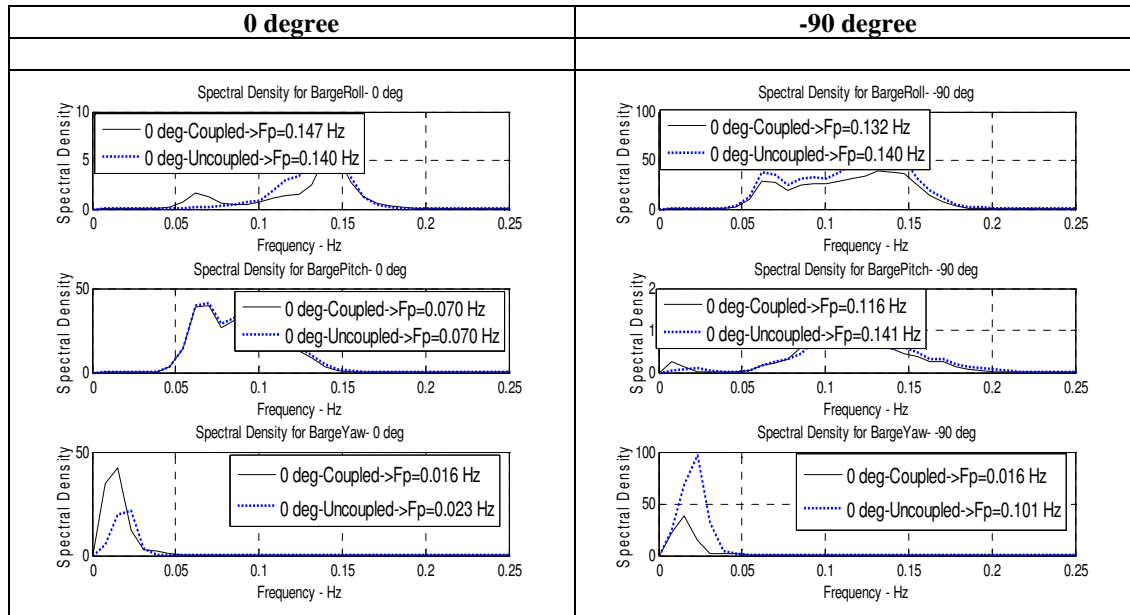 0 degree
-90 degree
Spectral Density for BargeRoll- 0 deg
10
5
0
Spectral Density
0 deg-Coupled->Fp=0.147 Hz
0 deg-Uncoupled->Fp=0.140 Hz
0 0.05 0.1 0.15 0.2 0.25
Frequency - Hz
Spectral Density for BargePitch- 0 deg
50
0
Spectral Density
0 deg-Coupled->Fp=0.070 Hz
0 deg-Uncoupled->Fp=0.070 Hz
0 0.05 0.1 0.15 0.2 0.25
Frequency - Hz
Spectral Density for BargeYaw- 0 deg
50
0
Spectral Density
0 deg-Coupled->Fp=0.016 Hz
0 deg-Uncoupled->Fp=0.023 Hz
0 0.05 0.1 0.15 0.2 0.25
Frequency - Hz
Spectral Density for BargeRoll- -90 deg
100
50
0
Spectral Density
0 deg-Coupled->Fp=0.132 Hz
0 deg-Uncoupled->Fp=0.140 Hz
0 0.05 0.1 0.15 0.2 0.25
Frequency - Hz
Spectral Density for BargePitch- -90 deg
2
1
0
Spectral Density
0 deg-Coupled->Fp=0.116 Hz
0 deg-Uncoupled->Fp=0.141 Hz
0 0.05 0.1 0.15 0.2 0.25
Frequency - Hz
Spectral Density for BargeYaw- -90 deg
100
50
0
Spectral Density
0 deg-Coupled->Fp=0.016 Hz
0 deg-Uncoupled->Fp=0.101 Hz
0 0.05 0.1 0.15 0.2 0.25
Frequency - Hz